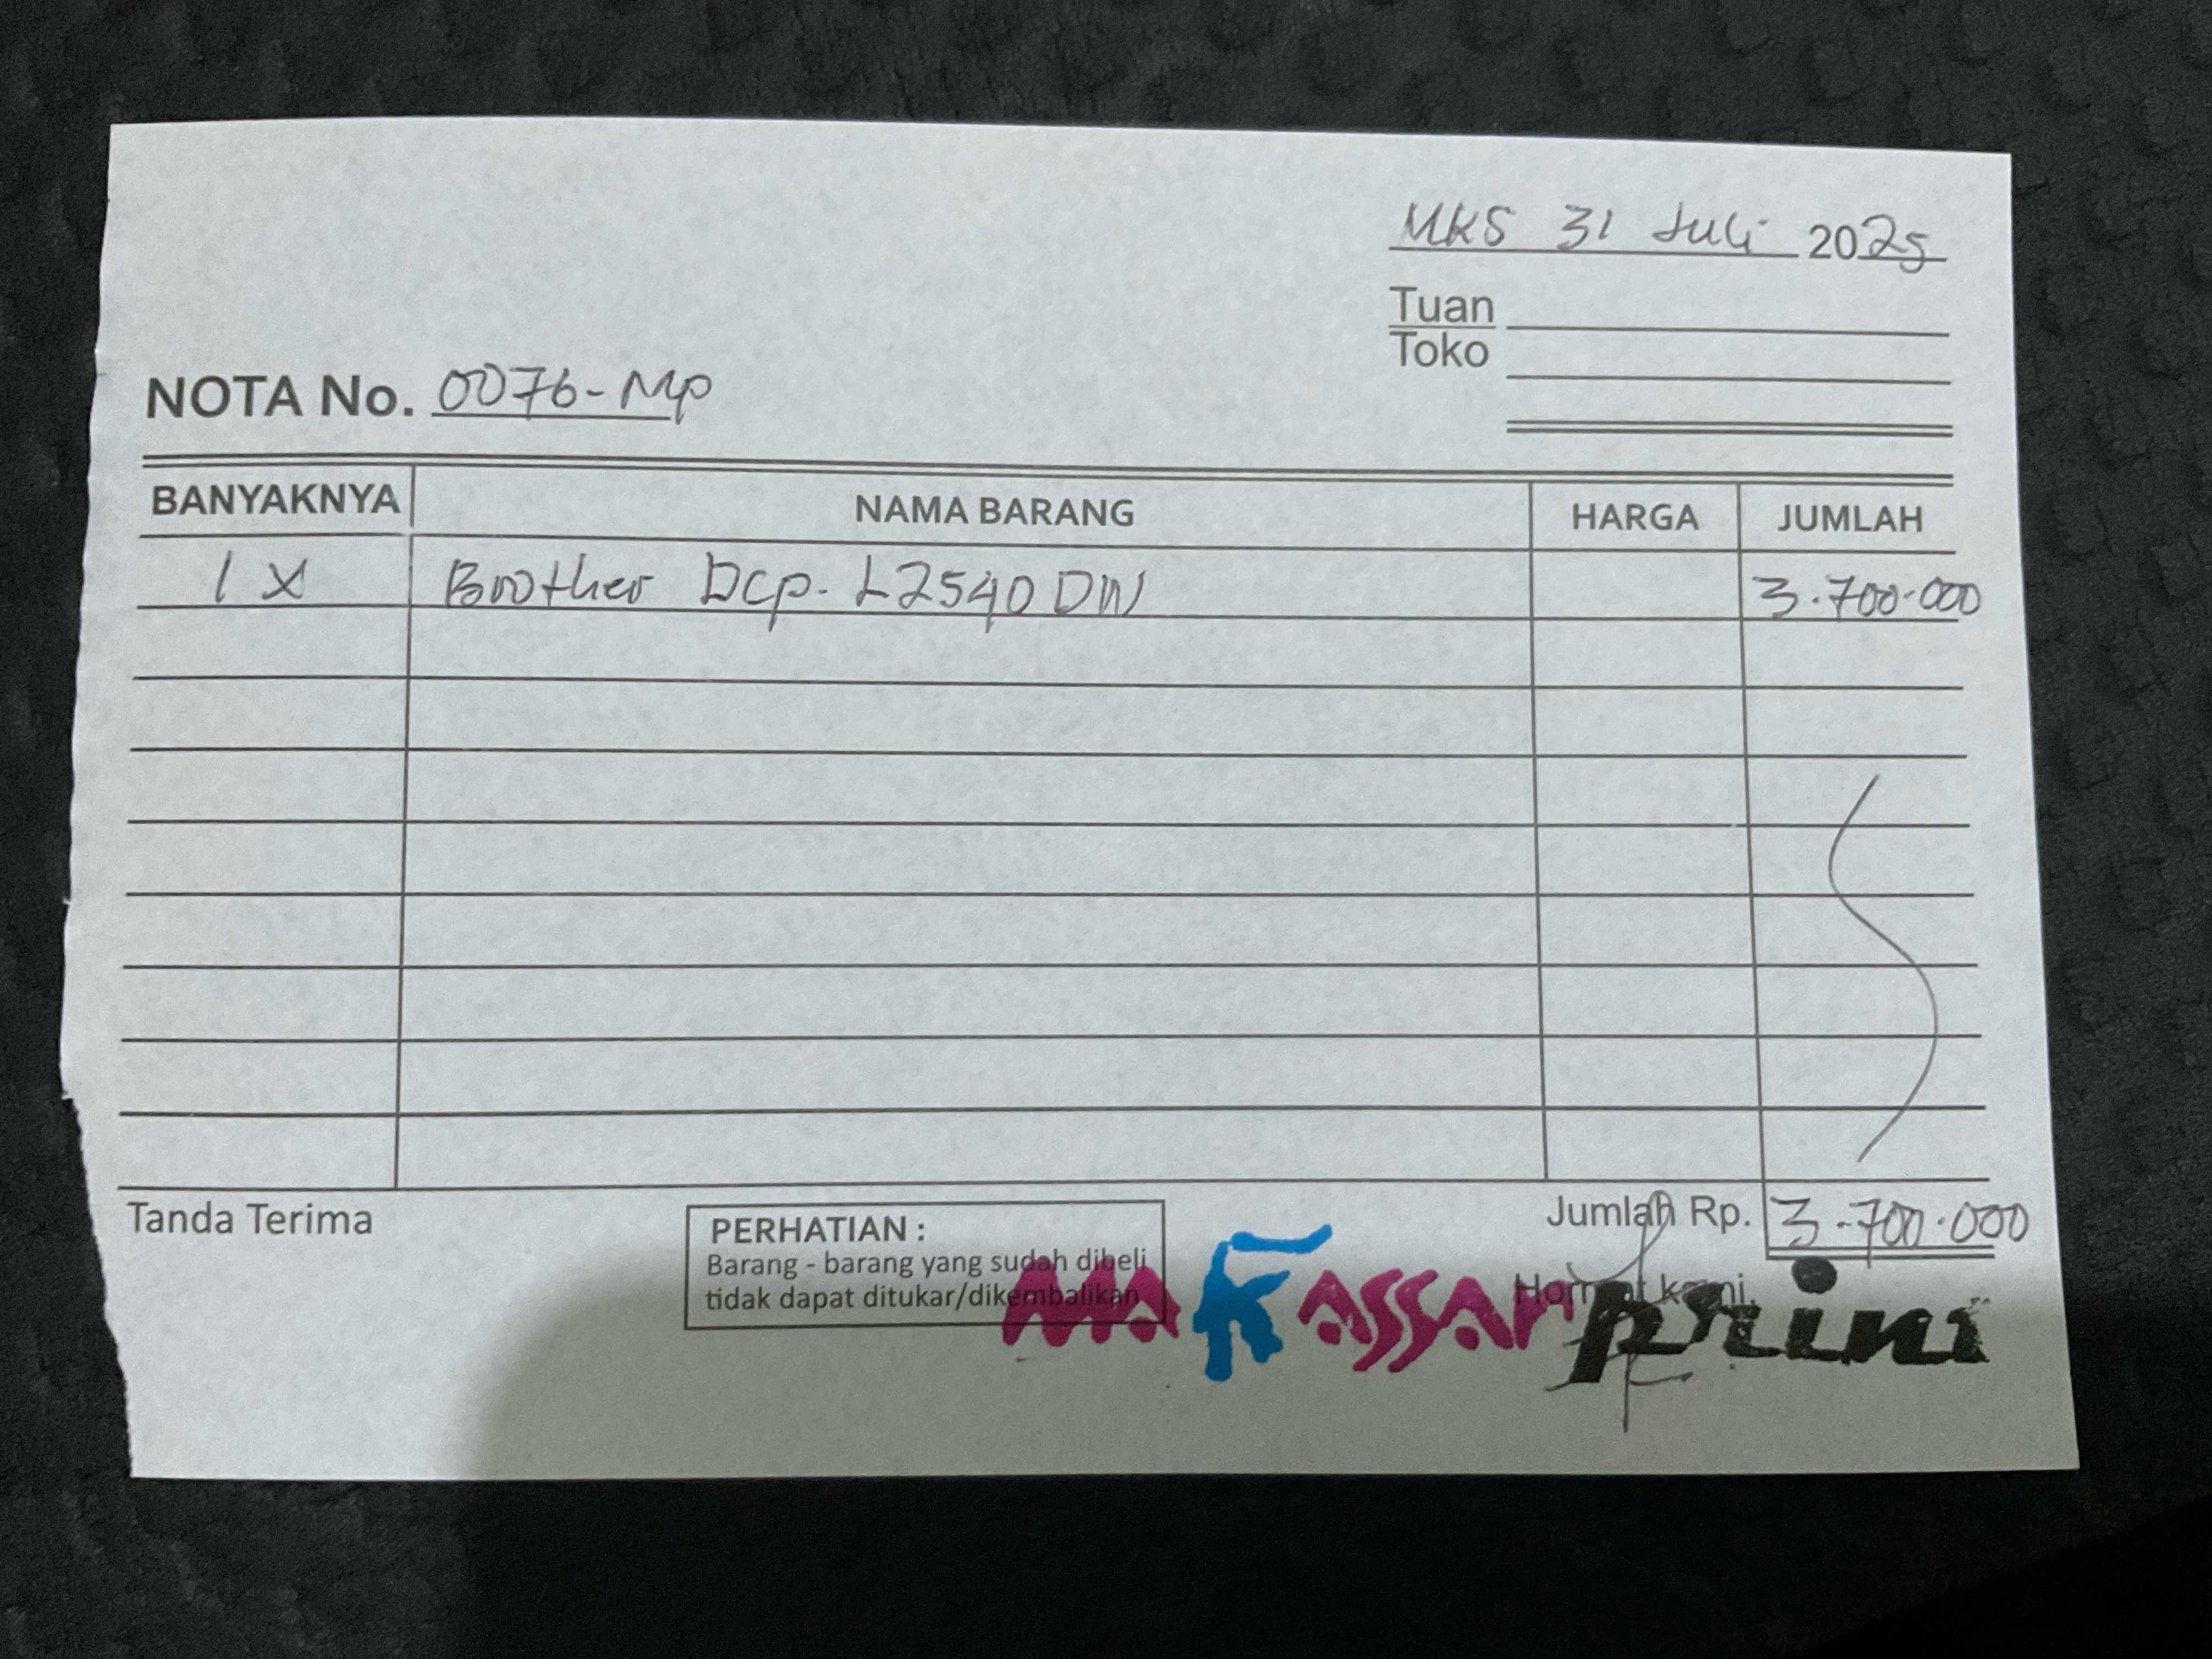 MKS 31 Juli 2025
Tuan
Toko
NOTA No. 0076-MP
BANYAKNYA NAMA BARANG HARGA JUMLAH
1 X Brother Dcp. L2540 DW 3.700.000
Tanda Terima
PERHATIAN :
Barang - barang yang sudah dibeli
tidak dapat ditukar/dikembalikan
Jumlah Rp. 3.700.000
Hormat kami,
MaKassar print